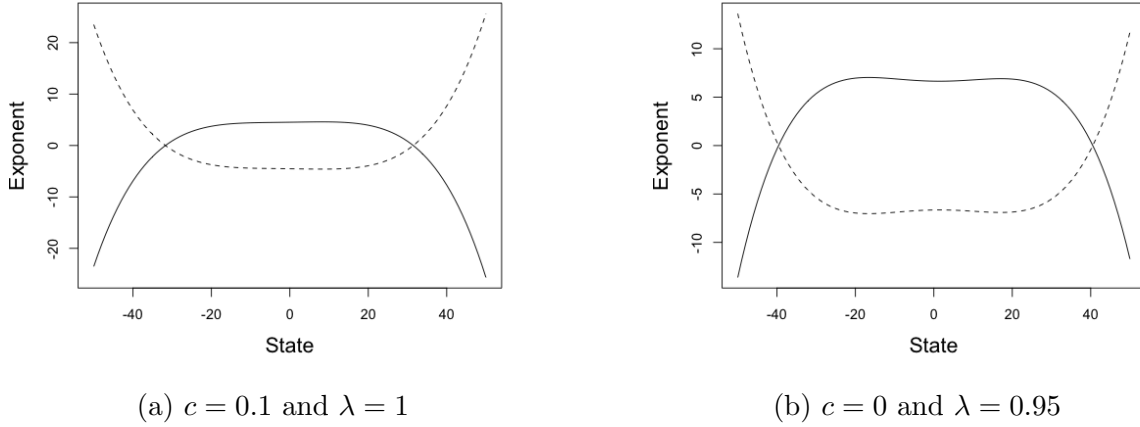 20
10
0
-10
-20
Exponent
-40 -20 0 20 40
State
(a) c = 0.1 and λ = 1
10
5
0
-5
-10
Exponent
-40 -20 0 20 40
State
(b) c = 0 and λ = 0.95